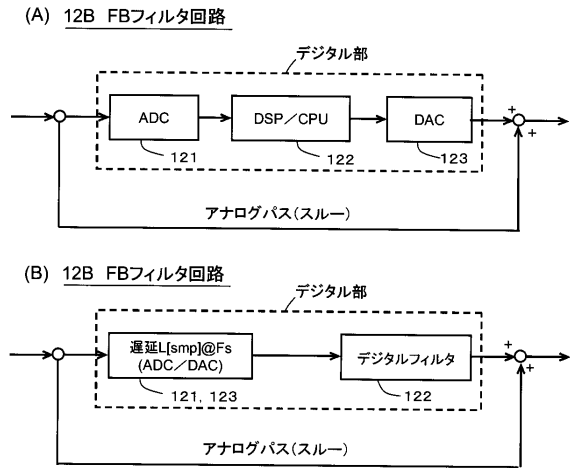 (A) 12B FBフィルタ回路
デジタル部
ADC
DSP／CPU
DAC
+
+
121
122
123
アナログパス(スルー)
(B) 12B FBフィルタ回路
デジタル部
遅延L[smp]@Fs
(ADC／DAC)
デジタルフィルタ
+
+
121, 123
122
アナログパス(スルー)